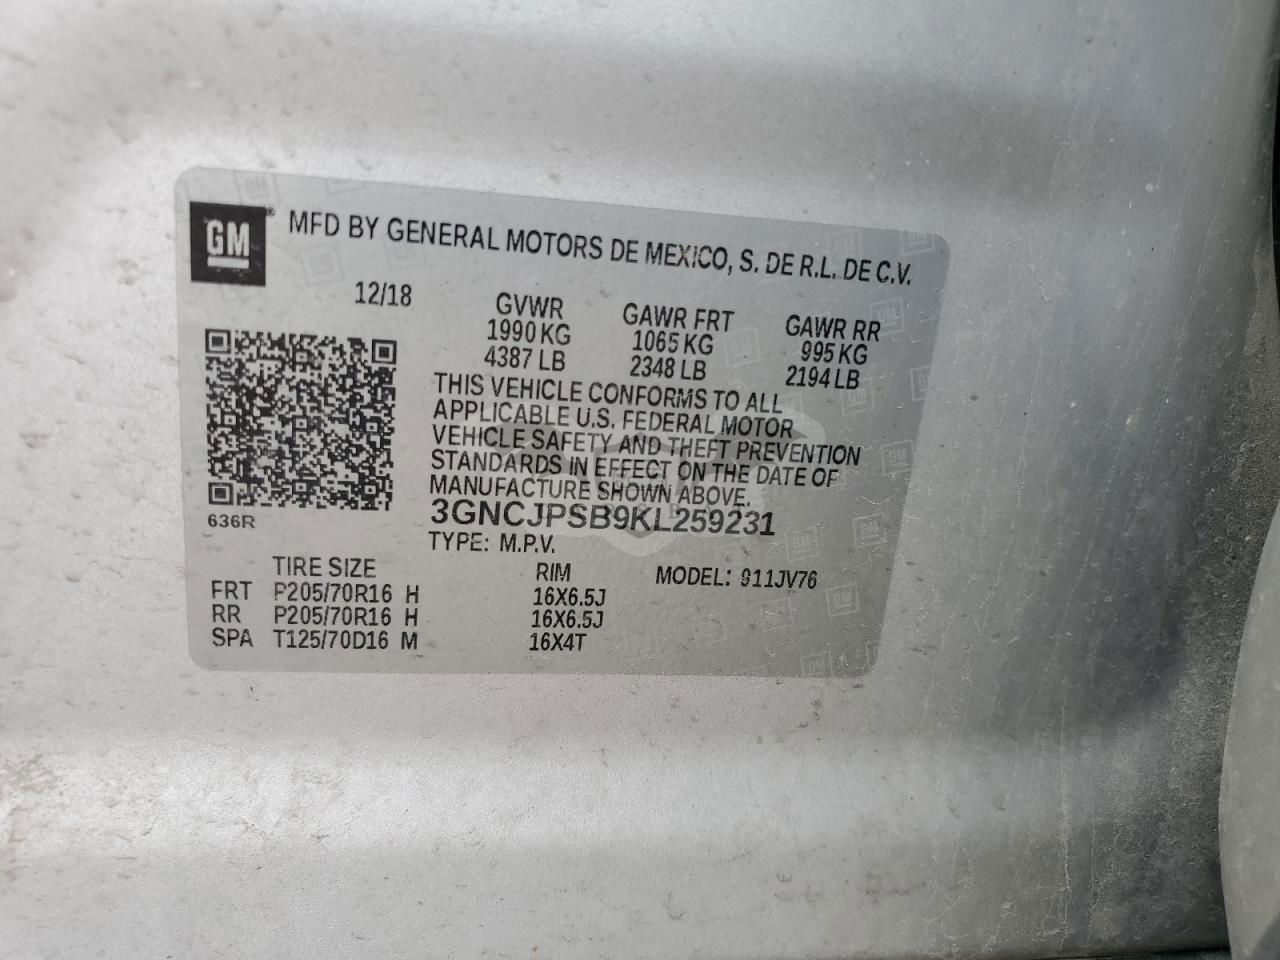 GM® MFD BY GENERAL MOTORS DE MEXICO, S. DE R.L. DE C.V.
12/18 GVWR GAWR FRT GAWR RR
1990 KG 1065 KG 995 KG
4387 LB 2348 LB 2194 LB
THIS VEHICLE CONFORMS TO ALL
APPLICABLE U.S. FEDERAL MOTOR
VEHICLE SAFETY AND THEFT PREVENTION
STANDARDS IN EFFECT ON THE DATE OF
MANUFACTURE SHOWN ABOVE.
3GNCJPSB9KL259231
636R
TYPE: M.P.V.
TIRE SIZE RIM MODEL: 911JV76
FRT P205/70R16 H 16X6.5J
RR P205/70R16 H 16X6.5J
SPA T125/70D16 M 16X4T